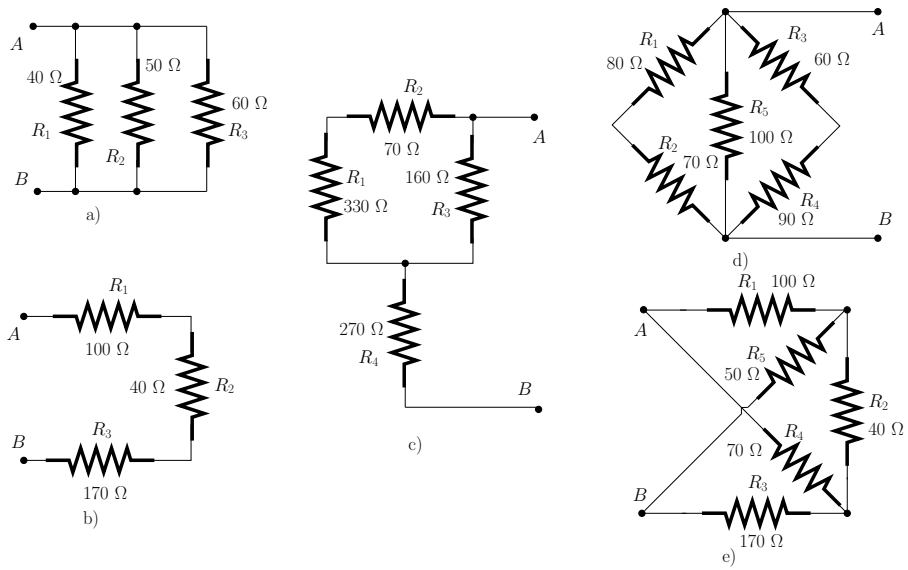 A
40 Ω
R₁
50 Ω
R₂
60 Ω
R₃
B
a)
R₁
A
100 Ω
40 Ω
R₂
R₃
B
170 Ω
b)
R₂
70 Ω
A
R₁
330 Ω
160 Ω
R₃
270 Ω
R₄
B
c)
R₁
80 Ω
R₃
60 Ω
A
R₅
100 Ω
R₂
70 Ω
R₄
90 Ω
B
d)
R₁ 100 Ω
A
R₅
50 Ω
R₂
40 Ω
R₄
70 Ω
R₃
B
170 Ω
e)